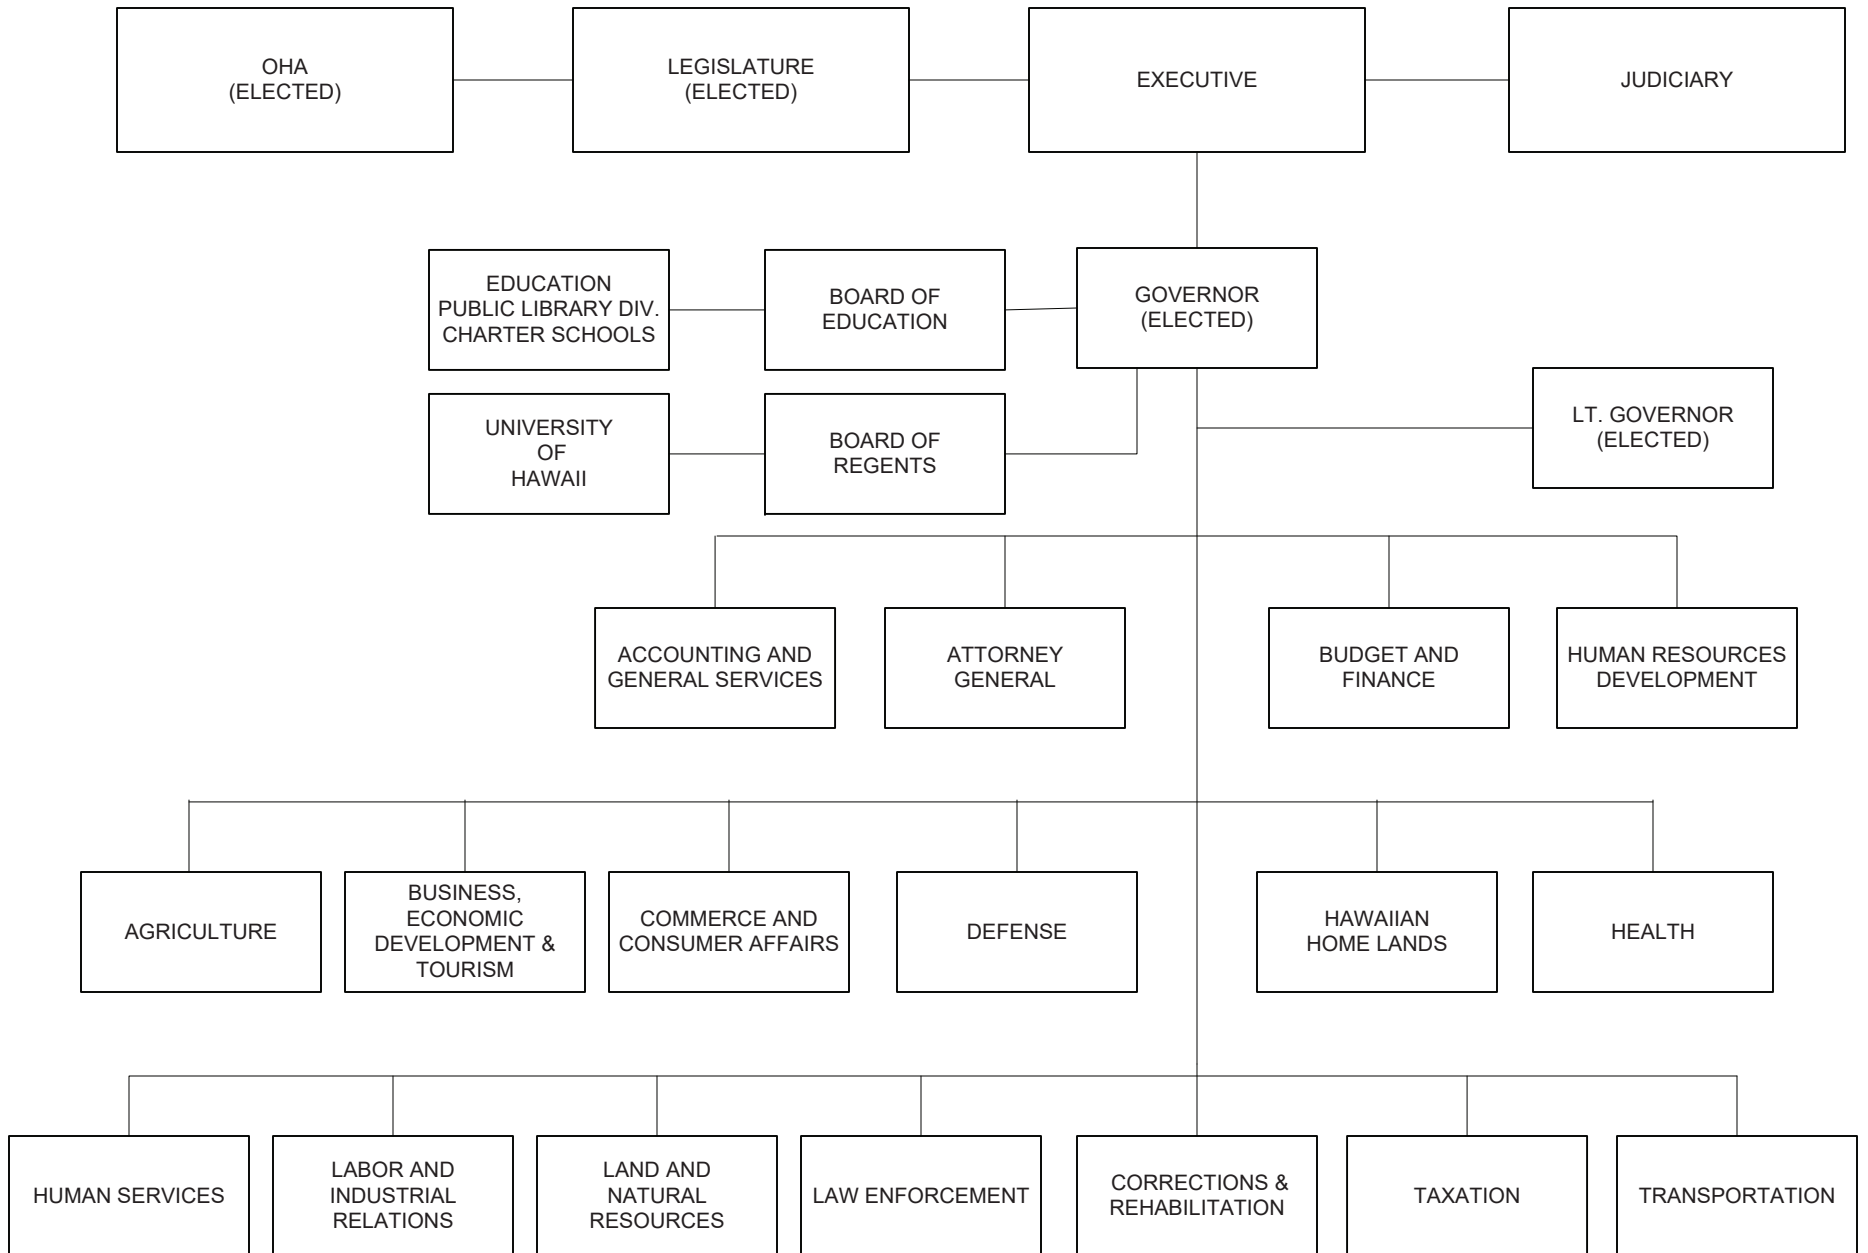 OHA
(ELECTED)
LEGISLATURE
(ELECTED)
EXECUTIVE
JUDICIARY
EDUCATION
PUBLIC LIBRARY DIV.
CHARTER SCHOOLS
BOARD OF
EDUCATION
GOVERNOR
(ELECTED)
UNIVERSITY
OF
HAWAII
BOARD OF
REGENTS
LT. GOVERNOR
(ELECTED)
ACCOUNTING AND
GENERAL SERVICES
ATTORNEY
GENERAL
BUDGET AND
FINANCE
HUMAN RESOURCES
DEVELOPMENT
AGRICULTURE
BUSINESS,
ECONOMIC
DEVELOPMENT &
TOURISM
COMMERCE AND
CONSUMER AFFAIRS
DEFENSE
HAWAIIAN
HOME LANDS
HEALTH
HUMAN SERVICES
LABOR AND
INDUSTRIAL
RELATIONS
LAND AND
NATURAL
RESOURCES
LAW ENFORCEMENT
CORRECTIONS &
REHABILITATION
TAXATION
TRANSPORTATION